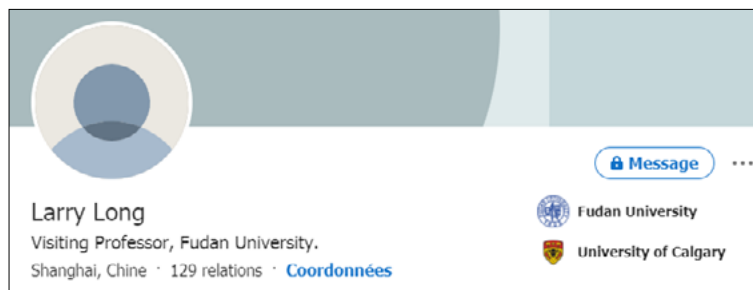 Message
Larry Long
Fudan University
Visiting Professor, Fudan University.
University of Calgary
Shanghai, Chine · 129 relations · Coordonnées